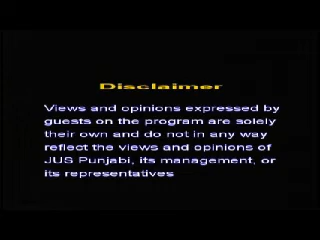 Disclaimer
Views and opinions expressed by
guests on the program are solely
their own and do not in any way
reflect the views and opinions of
JUS Punjabi, its management, or
its representatives